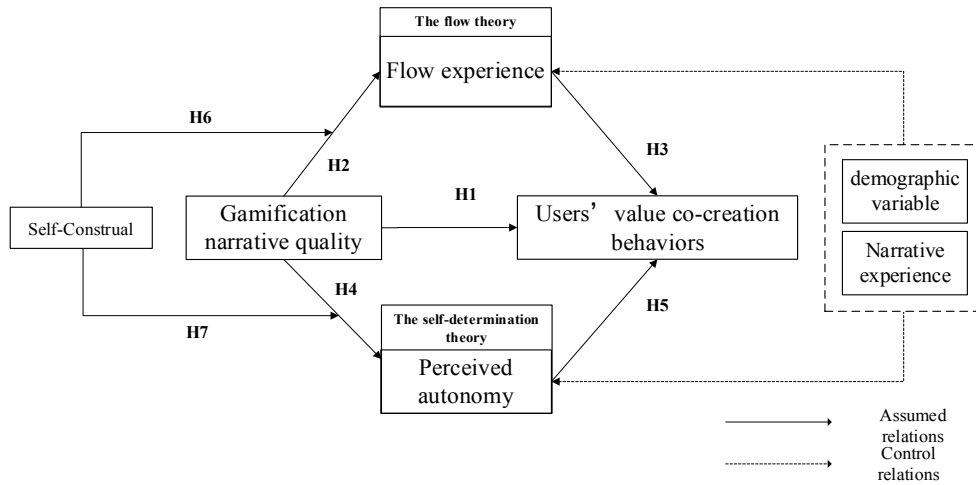 The flow theory
Flow experience
H6
H2
H3
H1
Self-Construal
Gamification
narrative quality
Users’ value co-creation
behaviors
demographic
variable
Narrative
experience
H4
H5
H7
The self-determination
theory
Perceived
autonomy
Assumed
relations
Control
relations